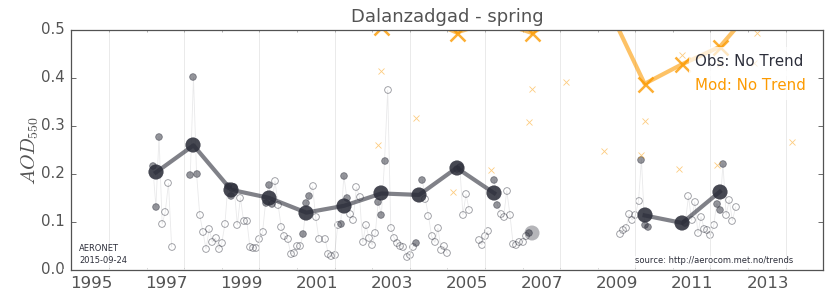 Dalanzadgad - spring
0.5
0.4
0.3
0.2
0.1
0.0
AOD550
Obs: No Trend
Mod: No Trend
AERONET
2015-09-24
source: http://aerocom.met.no/trends
1995 1997 1999 2001 2003 2005 2007 2009 2011 2013